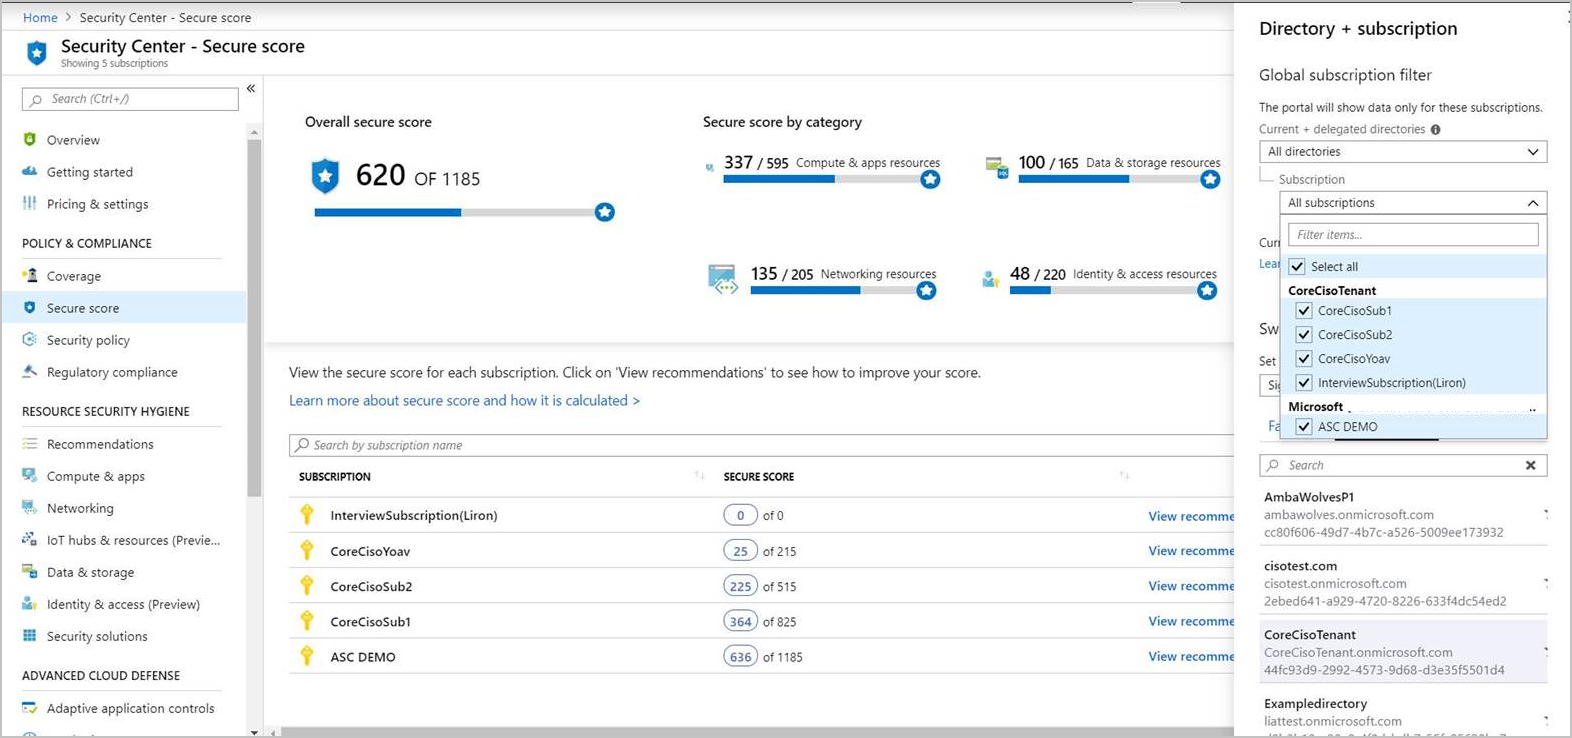 Home > Security Center - Secure score
Security Center - Secure score
Showing 5 subscriptions
Search (Ctrl+/)
«
Overview
Getting started
Pricing & settings
POLICY & COMPLIANCE
Coverage
Secure score
Security policy
Regulatory compliance
RESOURCE SECURITY HYGIENE
Recommendations
Compute & apps
Networking
IoT hubs & resources (Previe...
Data & storage
Identity & access (Preview)
Security solutions
ADVANCED CLOUD DEFENSE
Adaptive application controls
Overall secure score
620 OF 1185
Secure score by category
337 / 595 Compute & apps resources
100 / 165 Data & storage resources
135 / 205 Networking resources
48 / 220 Identity & access resources
View the secure score for each subscription. Click on 'View recommendations' to see how to improve your score.
Learn more about secure score and how it is calculated >
Search by subscription name
SUBSCRIPTION SECURE SCORE
InterviewSubscription(Liron) 0 of 0 View recomme
CoreCisoYoav 25 of 215 View recomme
CoreCisoSub2 225 of 515 View recomme
CoreCisoSub1 364 of 825 View recomme
ASC DEMO 636 of 1185 View recomme
Directory + subscription
Global subscription filter
The portal will show data only for these subscriptions.
Current + delegated directories
All directories
Subscription
All subscriptions
Filter items...
Select all
CoreCisoTenant
CoreCisoSub1
CoreCisoSub2
CoreCisoYoav
InterviewSubscription(Liron)
Microsoft
ASC DEMO
Curr
Lear
Sw
Set
Sig
Fa
Search
AmbaWolvesP1
ambawolves.onmicrosoft.com
cc80f606-49d7-4b7c-a526-5009ee173932
cisotest.com
cisotest.onmicrosoft.com
2ebed641-a929-4720-8226-633f4dc54ed2
CoreCisoTenant
CoreCisoTenant.onmicrosoft.com
44fc93d9-2992-4573-9d68-d3e35f5501d4
Exampledirectory
liattest.onmicrosoft.com